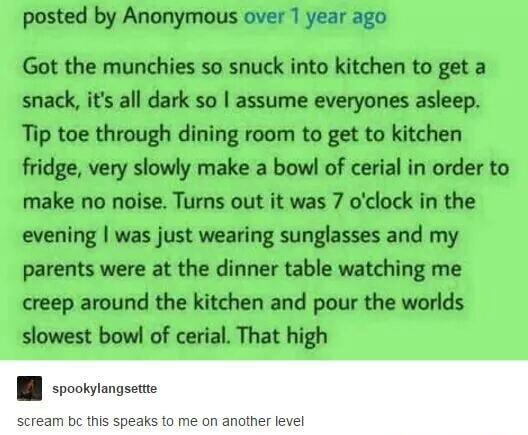 posted by Anonymous over 1 year ago
Got the munchies so snuck into kitchen to get a
snack, it's all dark so I assume everyones asleep.
Tip toe through dining room to get to kitchen
fridge, very slowly make a bowl of cerial in order to
make no noise. Turns out it was 7 o'clock in the
evening I was just wearing sunglasses and my
parents were at the dinner table watching me
creep around the kitchen and pour the worlds
slowest bowl of cerial. That high
spookylangsettte
scream bc this speaks to me on another level